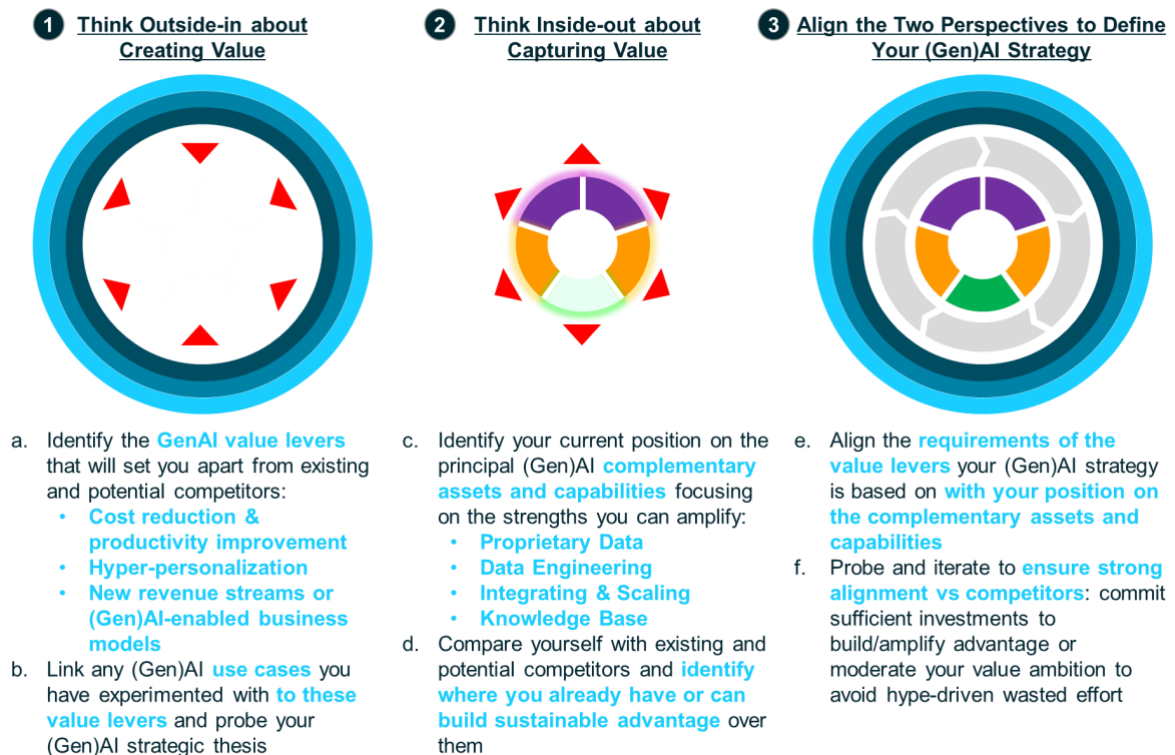 1 Think Outside-in about
Creating Value
2 Think Inside-out about
Capturing Value
3 Align the Two Perspectives to Define
Your (Gen)AI Strategy
a. Identify the GenAI value levers
that will set you apart from existing
and potential competitors:
• Cost reduction &
productivity improvement
• Hyper-personalization
• New revenue streams or
(Gen)AI-enabled business
models
b. Link any (Gen)AI use cases you
have experimented with to these
value levers and probe your
(Gen)AI strategic thesis
c. Identify your current position on the
principal (Gen)AI complementary
assets and capabilities focusing
on the strengths you can amplify:
• Proprietary Data
• Data Engineering
• Integrating & Scaling
• Knowledge Base
d. Compare yourself with existing and
potential competitors and identify
where you already have or can
build sustainable advantage over
them
e. Align the requirements of the
value levers your (Gen)AI strategy
is based on with your position on
the complementary assets and
capabilities
f. Probe and iterate to ensure strong
alignment vs competitors: commit
sufficient investments to
build/amplify advantage or
moderate your value ambition to
avoid hype-driven wasted effort